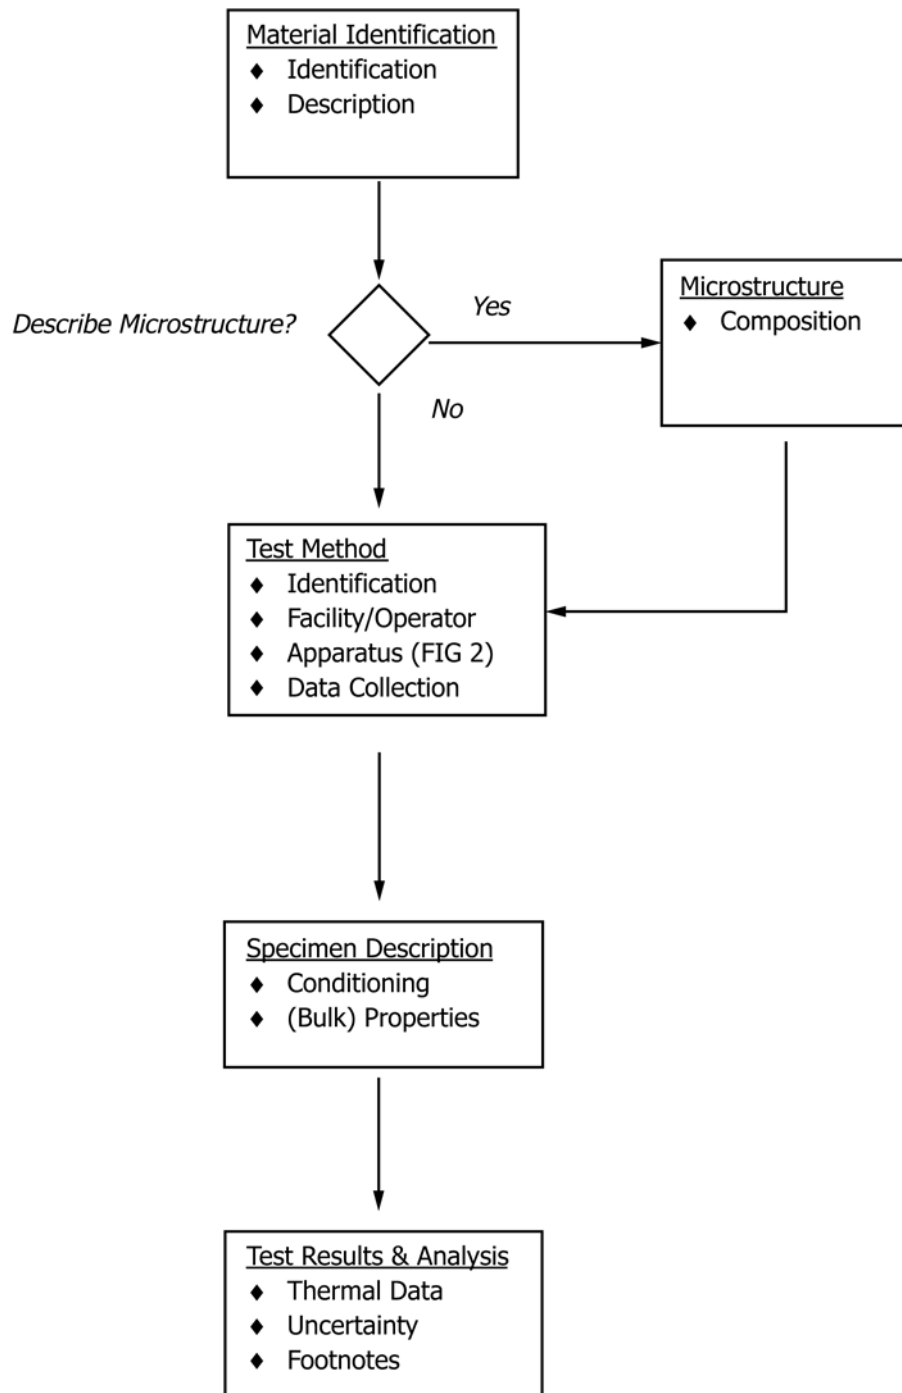 Material Identification
♦ Identification
♦ Description
Describe Microstructure?
Yes
Microstructure
♦ Composition
No
Test Method
♦ Identification
♦ Facility/Operator
♦ Apparatus (FIG 2)
♦ Data Collection
Specimen Description
♦ Conditioning
♦ (Bulk) Properties
Test Results & Analysis
♦ Thermal Data
♦ Uncertainty
♦ Footnotes